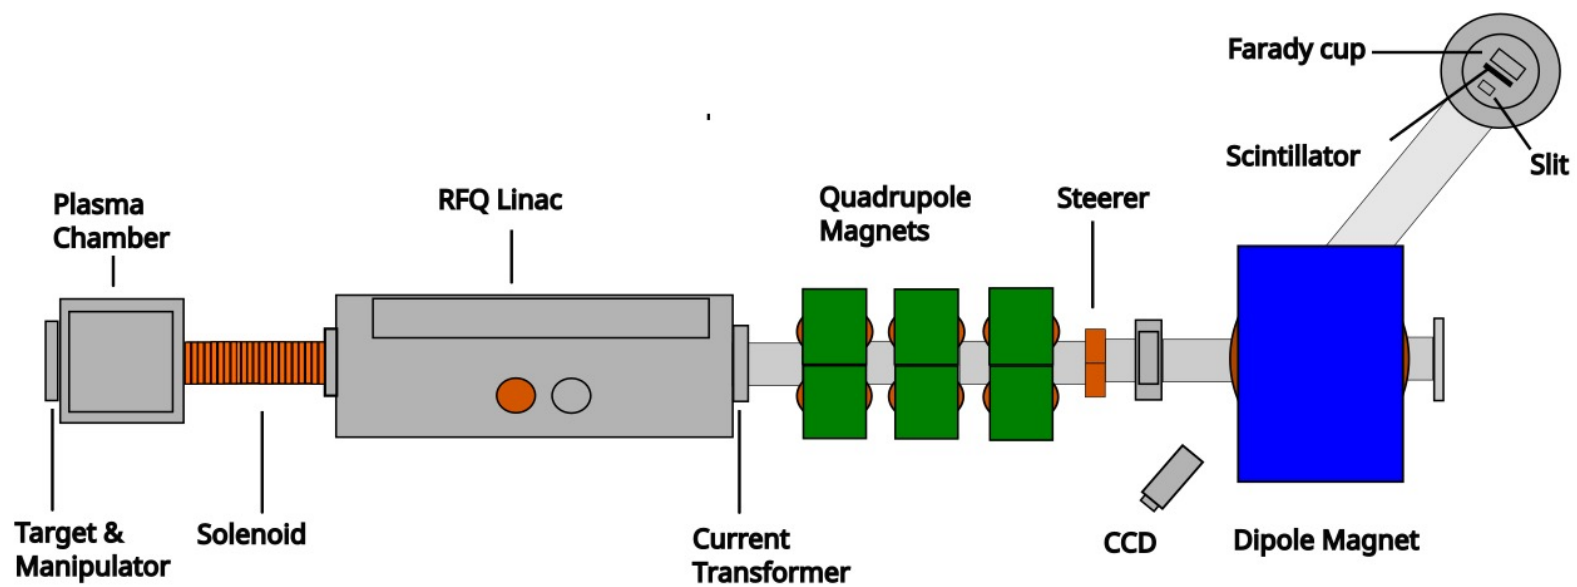 Farady cup
Scintillator
Slit
Plasma
Chamber
RFQ Linac
Quadrupole
Magnets
Steerer
Target &
Manipulator
Solenoid
Current
Transformer
CCD
Dipole Magnet